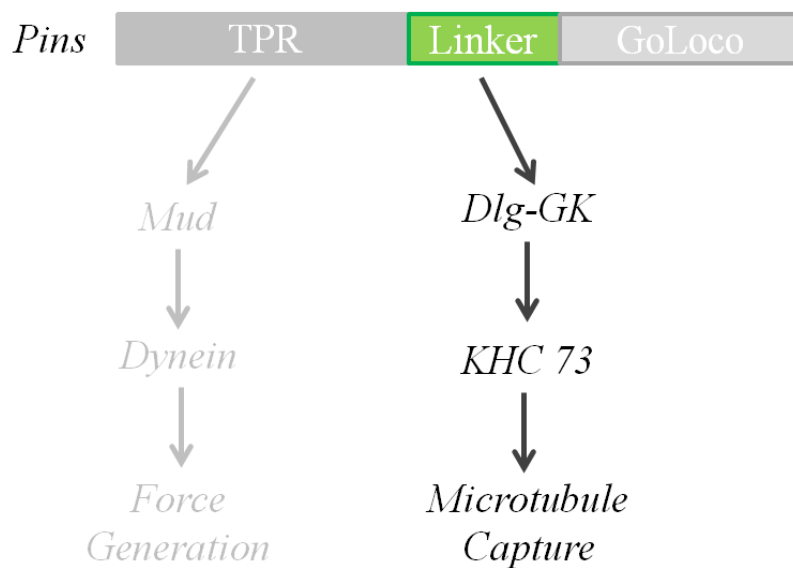 Pins TPR Linker GoLoco
Mud Dlg-GK
Dynein KHC 73
Force Microtubule
Generation Capture